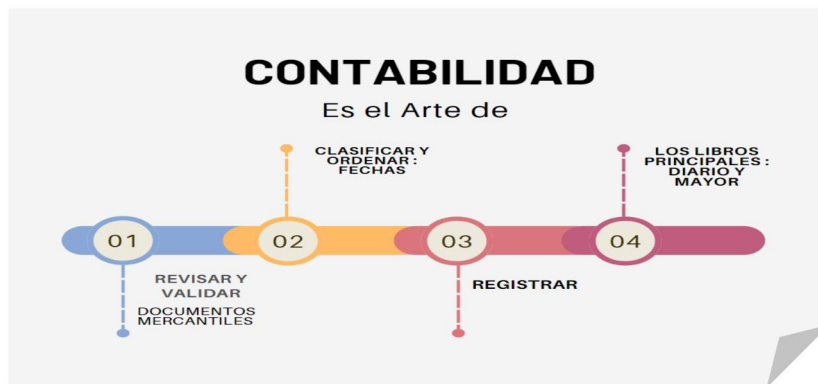 CONTABILIDAD
Es el Arte de
01
REVISAR Y
VALIDAR
DOCUMENTOS
MERCANTILES
02
CLASIFICAR Y
ORDENAR :
FECHAS
03
REGISTRAR
04
LOS LIBROS
PRINCIPALES :
DIARIO Y
MAYOR